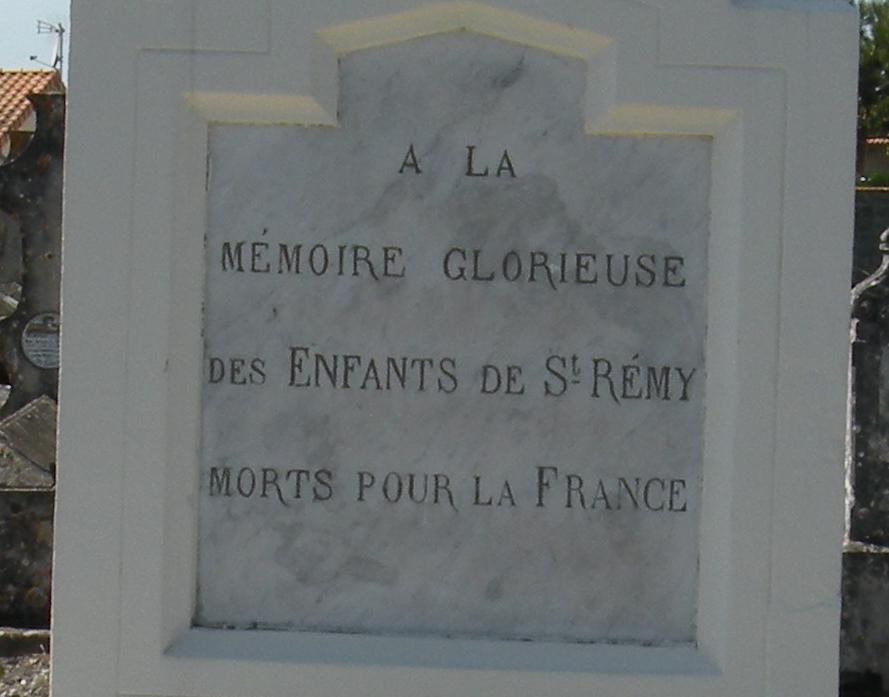 A LA
MÉMOIRE GLORIEUSE
DES ENFANTS DE St RÉMY
MORTS POUR LA FRANCE